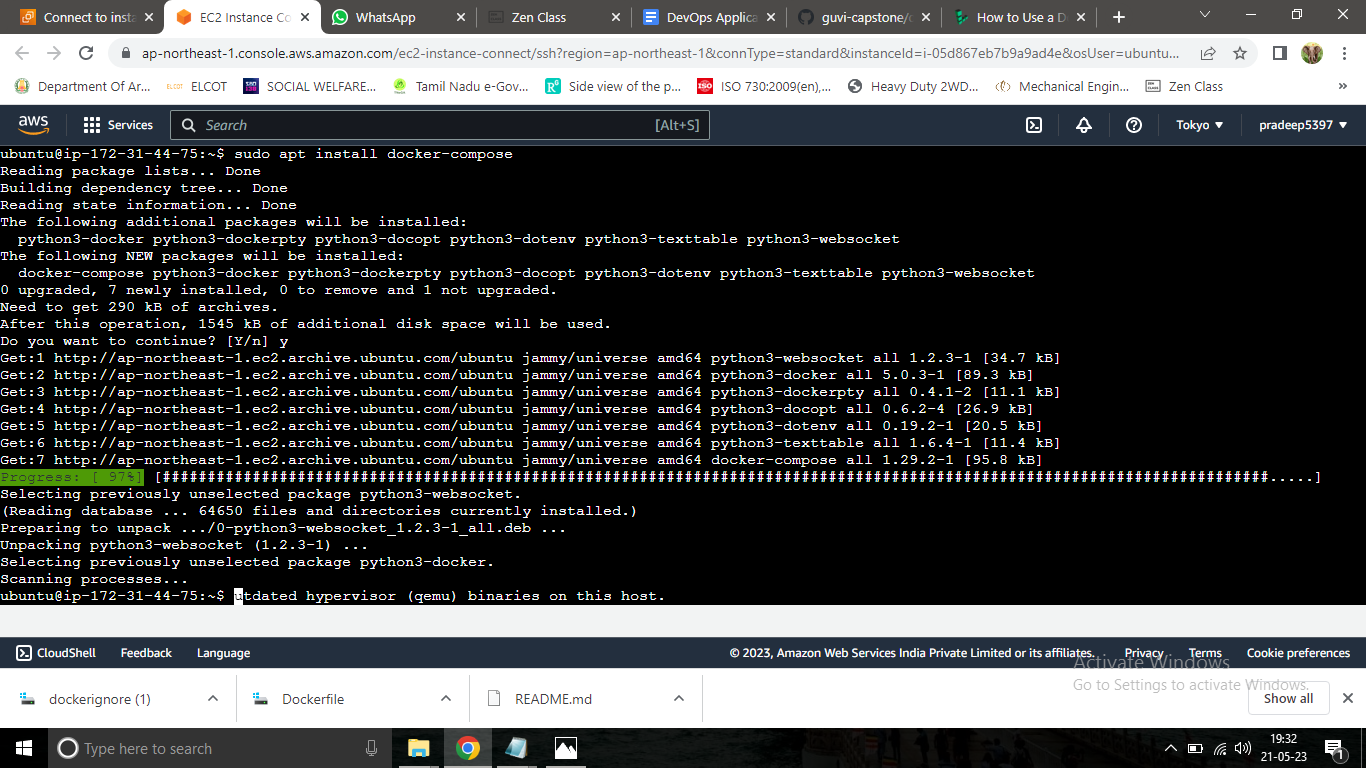 Connect to insta
EC2 Instance Co
WhatsApp
Zen Class
DevOps Applica
guvi-capstone/d
How to Use a D
ap-northeast-1.console.aws.amazon.com/ec2-instance-connect/ssh?region=ap-northeast-1&connType=standard&instanceId=i-05d867eb7b9a9ad4e&osUser=ubuntu...
Department Of Ar...
ELCOT
ELCOT
SOCIAL WELFARE...
Tamil Nadu e-Gov...
Side view of the p...
ISO 730:2009(en),...
Heavy Duty 2WD...
Mechanical Engin...
Zen Class
aws
Services
Search
[Alt+S]
Tokyo
pradeep5397
ubuntu@ip-172-31-44-75:~$ sudo apt install docker-compose
Reading package lists... Done
Building dependency tree... Done
Reading state information... Done
The following additional packages will be installed:
python3-docker python3-dockerpty python3-docopt python3-dotenv python3-texttable python3-websocket
The following NEW packages will be installed:
docker-compose python3-docker python3-dockerpty python3-docopt python3-dotenv python3-texttable python3-websocket
0 upgraded, 7 newly installed, 0 to remove and 1 not upgraded.
Need to get 290 kB of archives.
After this operation, 1545 kB of additional disk space will be used.
Do you want to continue? [Y/n] y
Get:1 http://ap-northeast-1.ec2.archive.ubuntu.com/ubuntu jammy/universe amd64 python3-websocket all 1.2.3-1 [34.7 kB]
Get:2 http://ap-northeast-1.ec2.archive.ubuntu.com/ubuntu jammy/universe amd64 python3-docker all 5.0.3-1 [89.3 kB]
Get:3 http://ap-northeast-1.ec2.archive.ubuntu.com/ubuntu jammy/universe amd64 python3-dockerpty all 0.4.1-2 [11.1 kB]
Get:4 http://ap-northeast-1.ec2.archive.ubuntu.com/ubuntu jammy/universe amd64 python3-docopt all 0.6.2-4 [26.9 kB]
Get:5 http://ap-northeast-1.ec2.archive.ubuntu.com/ubuntu jammy/universe amd64 python3-dotenv all 0.19.2-1 [20.5 kB]
Get:6 http://ap-northeast-1.ec2.archive.ubuntu.com/ubuntu jammy/universe amd64 python3-texttable all 1.6.4-1 [11.4 kB]
Get:7 http://ap-northeast-1.ec2.archive.ubuntu.com/ubuntu jammy/universe amd64 docker-compose all 1.29.2-1 [95.8 kB]
Progress: [ 97%] [###########################################################################################################################.....]
Selecting previously unselected package python3-websocket.
(Reading database ... 64650 files and directories currently installed.)
Preparing to unpack .../0-python3-websocket_1.2.3-1_all.deb ...
Unpacking python3-websocket (1.2.3-1) ...
Selecting previously unselected package python3-docker.
Scanning processes...
ubuntu@ip-172-31-44-75:~$ utdated hypervisor (qemu) binaries on this host.
CloudShell
Feedback
Language
© 2023, Amazon Web Services India Private Limited or its affiliates.
Privacy
Terms
Cookie preferences
Activate Windows
Go to Settings to activate Windows.
dockerignore (1)
Dockerfile
README.md
Show all
Type here to search
19:32
21-05-23
1